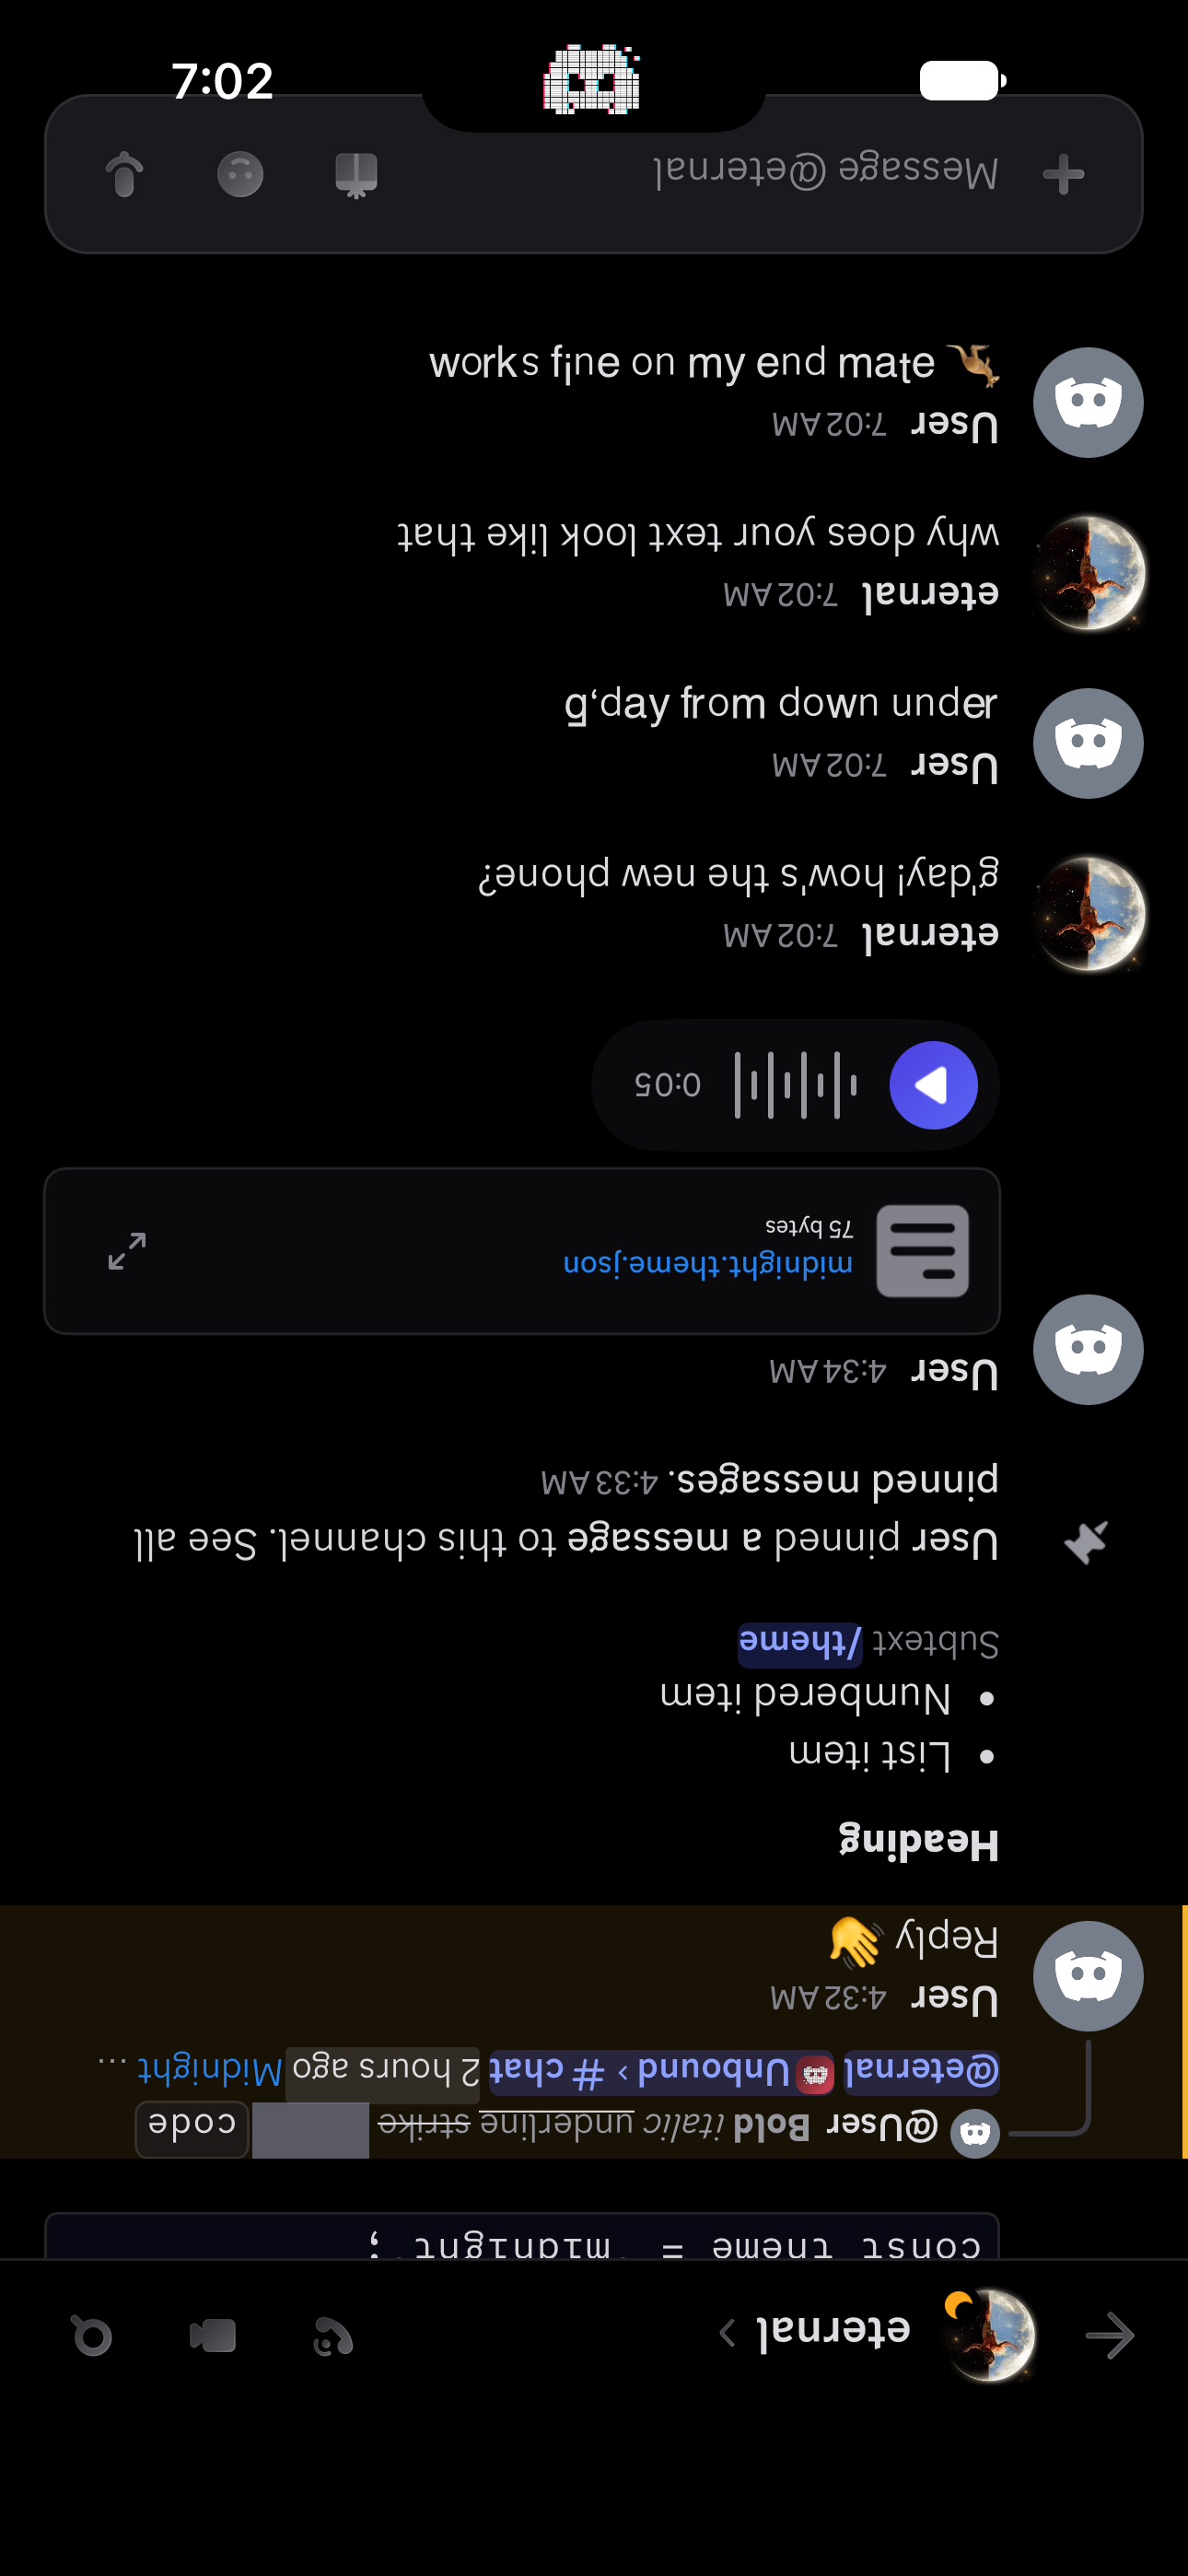 7:02
eternal ›
const theme = 'midnight';
@User Bold italic underline strike code
@eternal Unbound › # chat 2 hours ago Midnight …
User 4:32 AM
Reply 👋
Heading
• List item
• Numbered item
Subtext /theme
User pinned a message to this channel. See all
pinned messages. 4:33 AM
User 4:34 AM
midnight.theme.json
75 bytes
0:05
eternal 7:02 AM
g'day! how's the new phone?
User 7:02 AM
g‘day from down under
eternal 7:02 AM
why does your text look like that
User 7:02 AM
🦘 works fine on my end mate
Message @eternal